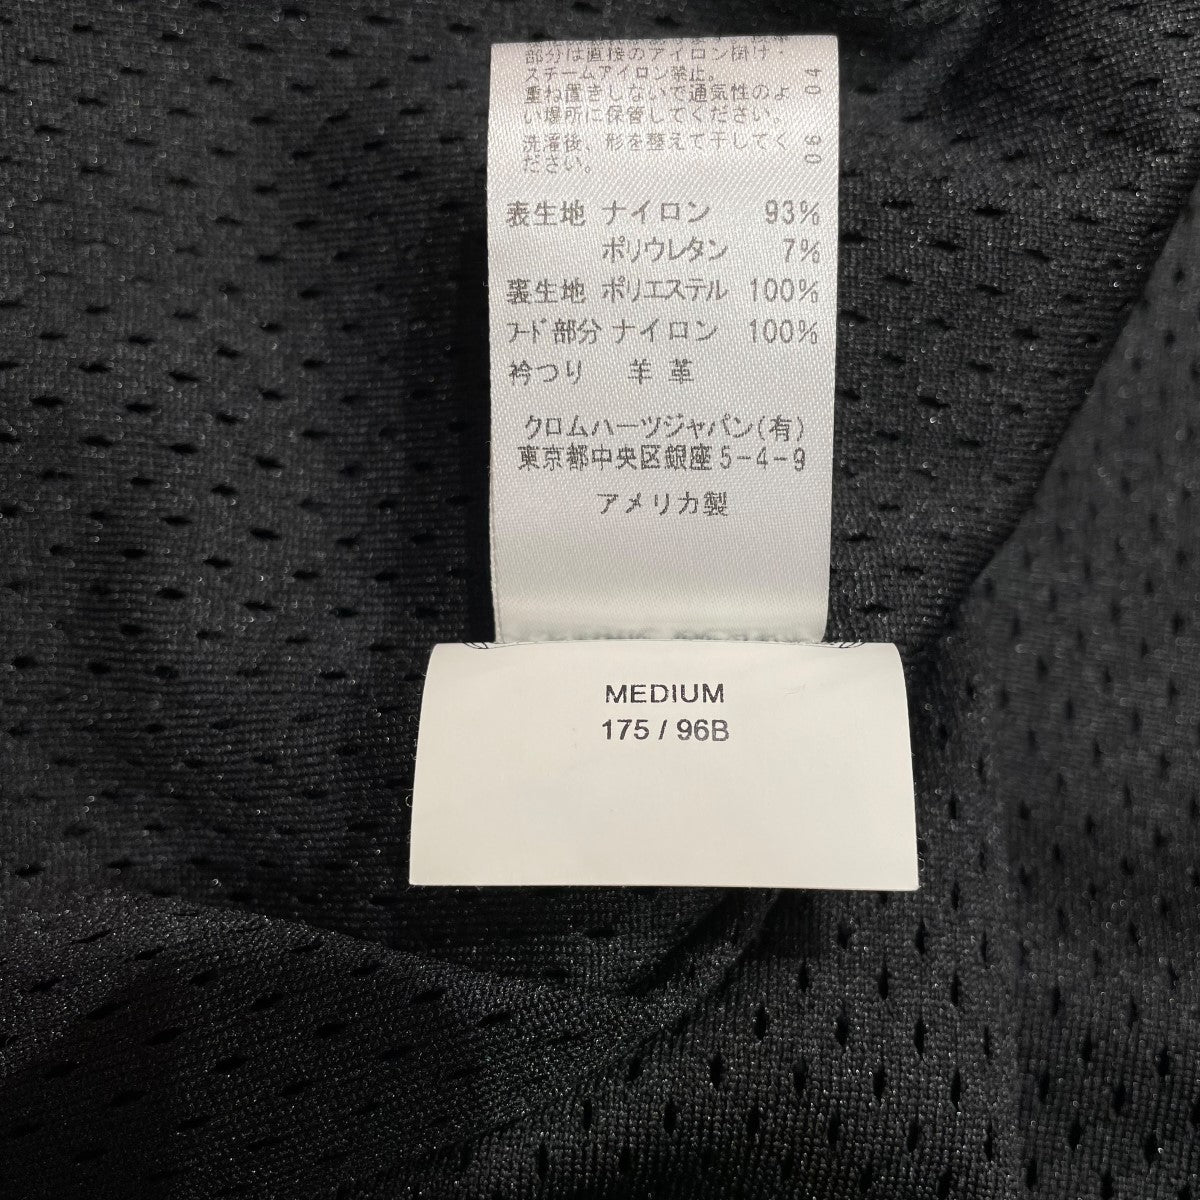 部分は直接のアイロン掛け・
スチームアイロン禁止。
重ね置きしないで通気性のよ
い場所に保管してください。
洗濯後、形を整えて干してく
ださい。
06 04
表生地 ナイロン 93%
ポリウレタン 7%
裏生地 ポリエステル 100%
フード部分 ナイロン 100%
衿つり 羊革
クロムハーツジャパン(有)
東京都中央区銀座5-4-9
アメリカ製
MEDIUM
175 / 96B